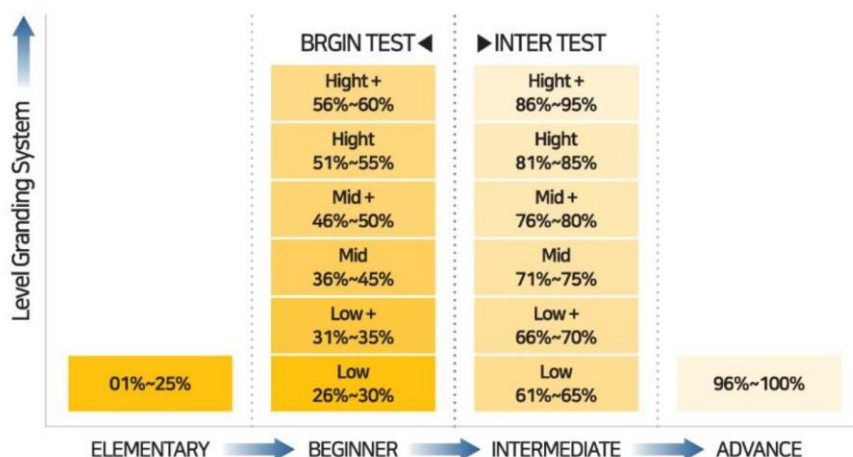 Level Granding System
BRGIN TEST◀
▶INTER TEST
Hight +
56%~60%
Hight
51%~55%
Mid +
46%~50%
Mid
36%~45%
Low +
31%~35%
Low
26%~30%
Hight +
86%~95%
Hight
81%~85%
Mid +
76%~80%
Mid
71%~75%
Low +
66%~70%
Low
61%~65%
01%~25%
96%~100%
ELEMENTARY
BEGINNER
INTERMEDIATE
ADVANCE